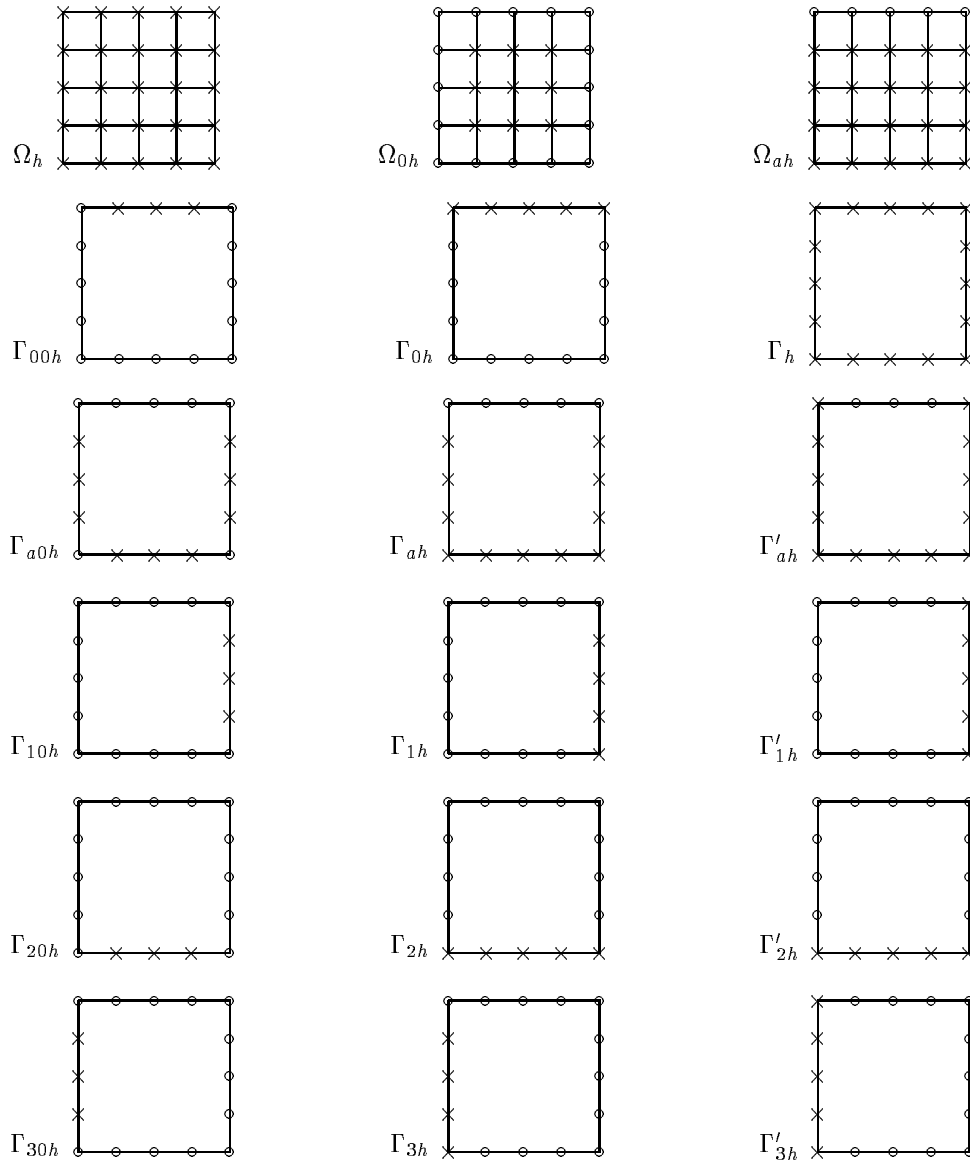 Ω_h Ω_{0h} Ω_{ah}
Γ_{00h} Γ_{0h} Γ_h
Γ_{a0h} Γ_{ah} Γ'_{ah}
Γ_{10h} Γ_{1h} Γ'_{1h}
Γ_{20h} Γ_{2h} Γ'_{2h}
Γ_{30h} Γ_{3h} Γ'_{3h}